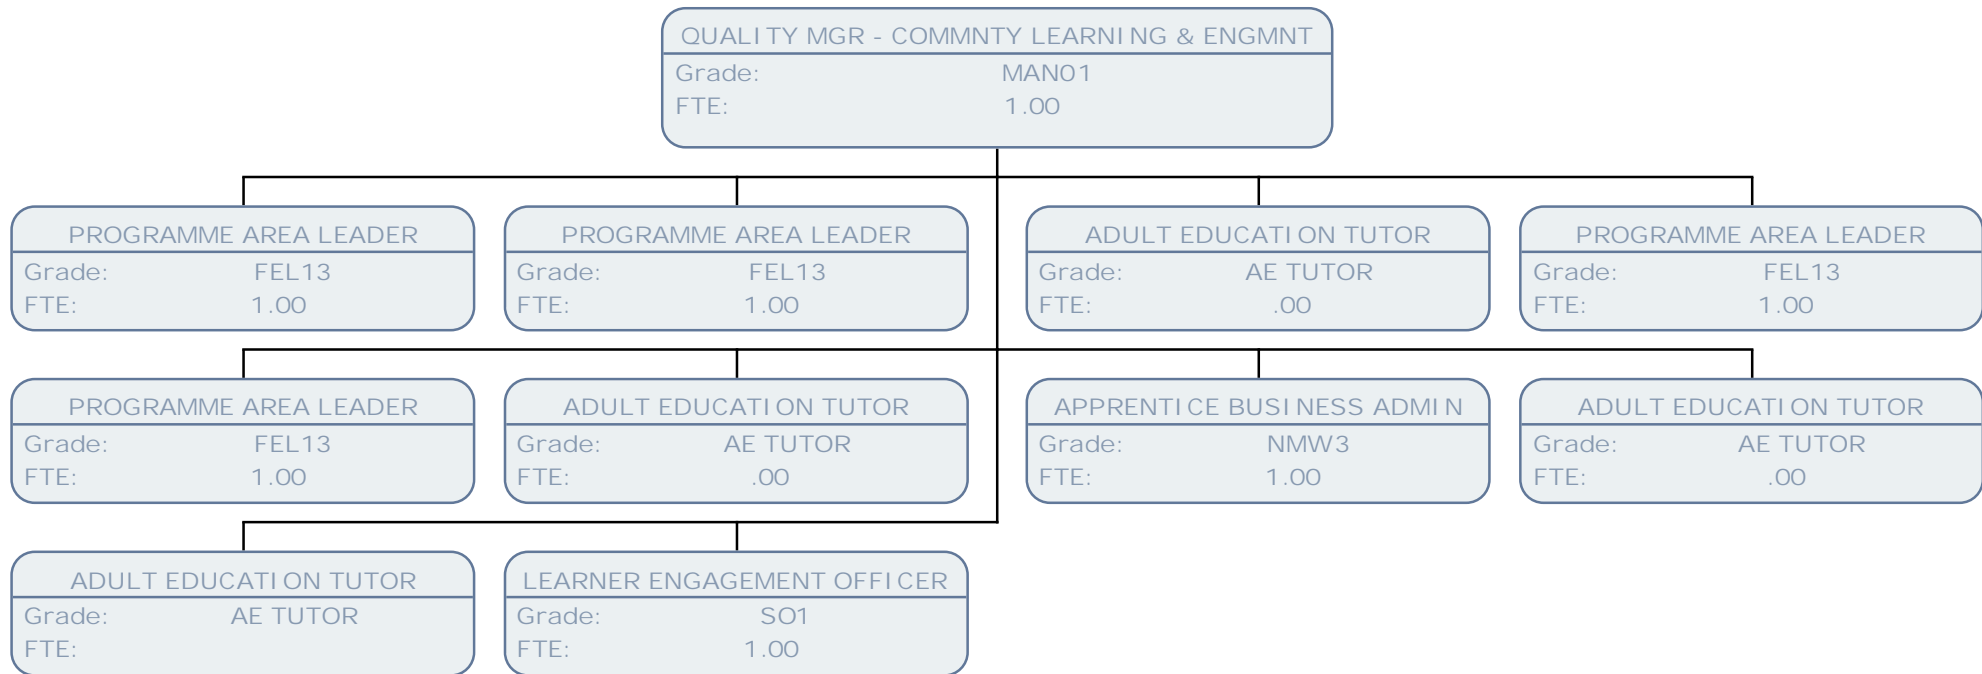 QUALITY MGR - COMMNTY LEARNING & ENGMNT
Grade: MAN01
FTE: 1.00
PROGRAMME AREA LEADER
Grade: FEL13
FTE: 1.00
PROGRAMME AREA LEADER
Grade: FEL13
FTE: 1.00
ADULT EDUCATION TUTOR
Grade: AE TUTOR
FTE: .00
PROGRAMME AREA LEADER
Grade: FEL13
FTE: 1.00
PROGRAMME AREA LEADER
Grade: FEL13
FTE: 1.00
ADULT EDUCATION TUTOR
Grade: AE TUTOR
FTE: .00
APPRENTICE BUSINESS ADMIN
Grade: NMW3
FTE: 1.00
ADULT EDUCATION TUTOR
Grade: AE TUTOR
FTE: .00
ADULT EDUCATION TUTOR
Grade: AE TUTOR
FTE:
LEARNER ENGAGEMENT OFFICER
Grade: SO1
FTE: 1.00